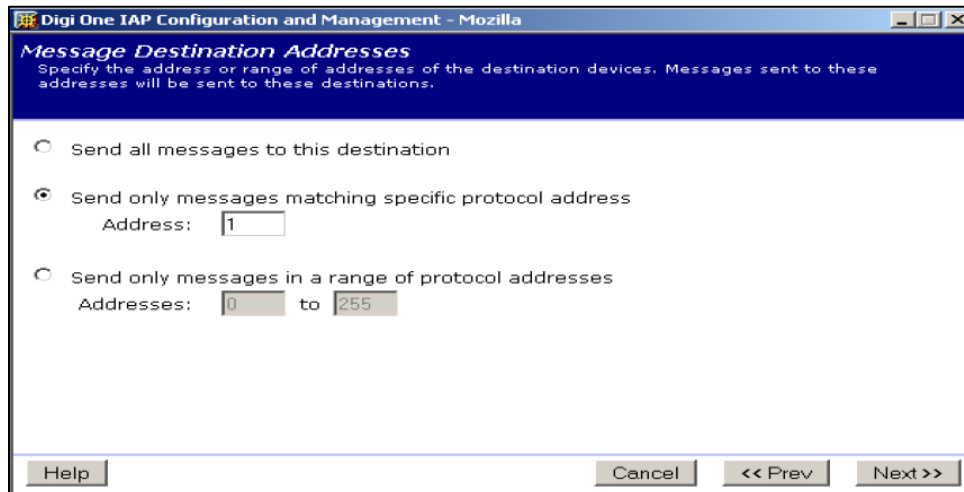 Digi One IAP Configuration and Management - Mozilla
Message Destination Addresses
Specify the address or range of addresses of the destination devices. Messages sent to these
addresses will be sent to these destinations.
Send all messages to this destination
Send only messages matching specific protocol address
Address: 1
Send only messages in a range of protocol addresses
Addresses: 0 to 255
Help Cancel << Prev Next >>